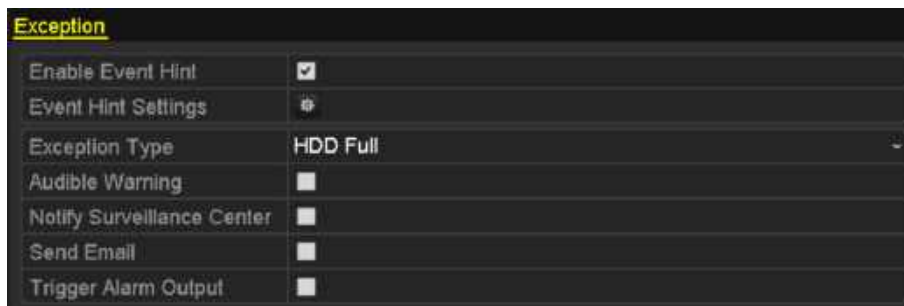 Exception
Enable Event Hint
Event Hint Settings
Exception Type HDD Full
Audible Warning
Notify Surveillance Center
Send Email
Trigger Alarm Output